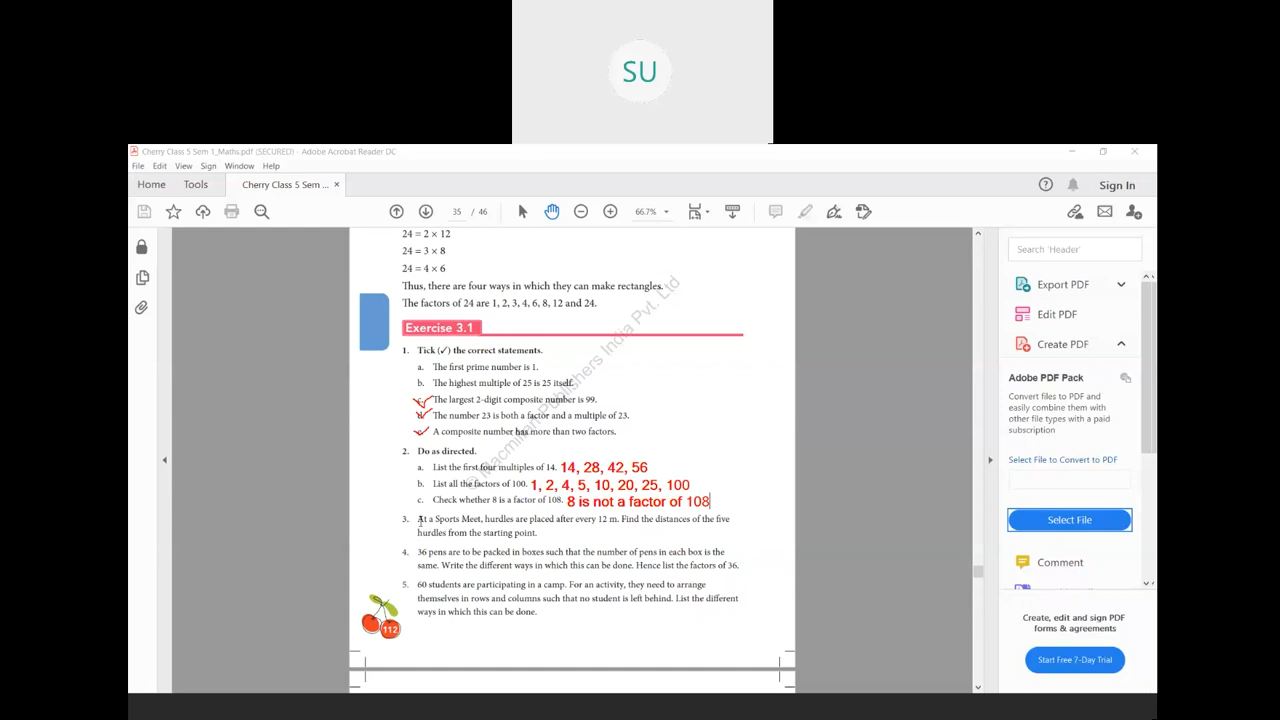 SU
Cherry Class 5 Sem 1_Maths.pdf (SECURED) - Adobe Acrobat Reader DC
File Edit View Sign Window Help
Home Tools Cherry Class 5 Sem ... × Sign In
35 / 46 66.7%
24 = 2 × 12
24 = 3 × 8
24 = 4 × 6
Thus, there are four ways in which they can make rectangles.
The factors of 24 are 1, 2, 3, 4, 6, 8, 12 and 24.
Exercise 3.1
1. Tick (✓) the correct statements.
a. The first prime number is 1.
b. The highest multiple of 25 is 25 itself.
The largest 2-digit composite number is 99.
d. The number 23 is both a factor and a multiple of 23.
A composite number has more than two factors.
2. Do as directed.
a. List the first four multiples of 14. 14, 28, 42, 56
b. List all the factors of 100. 1, 2, 4, 5, 10, 20, 25, 100
c. Check whether 8 is a factor of 108. 8 is not a factor of 108
3. At a Sports Meet, hurdles are placed after every 12 m. Find the distances of the five
hurdles from the starting point.
4. 36 pens are to be packed in boxes such that the number of pens in each box is the
same. Write the different ways in which this can be done. Hence list the factors of 36.
5. 60 students are participating in a camp. For an activity, they need to arrange
themselves in rows and columns such that no student is left behind. List the different
ways in which this can be done.
112
© Macmillan Publishers India Pvt. Ltd
Search 'Header'
Export PDF
Edit PDF
Create PDF
Adobe PDF Pack
Convert files to PDF and
easily combine them with
other file types with a paid
subscription
Select File to Convert to PDF
Select File
Comment
Create, edit and sign PDF
forms & agreements
Start Free 7-Day Trial